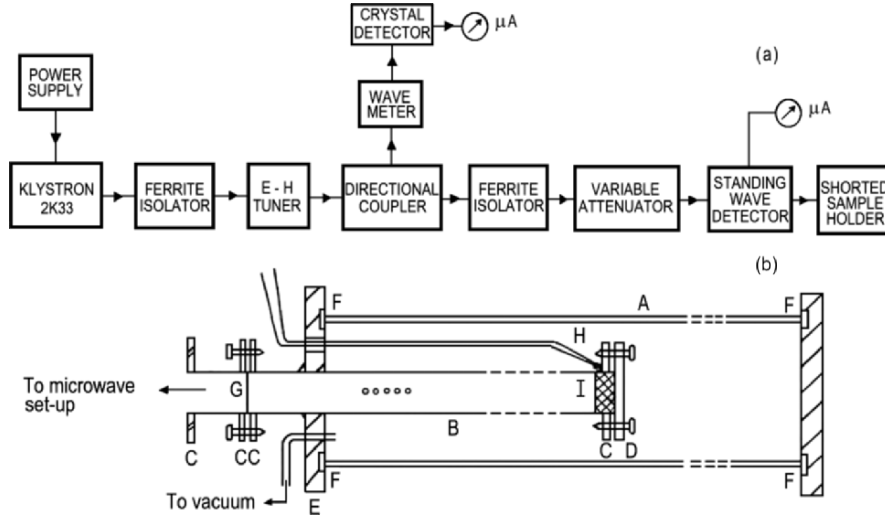 CRYSTAL
DETECTOR
μA
(a)
POWER
SUPPLY
WAVE
METER
μA
KLYSTRON
2K33
FERRITE
ISOLATOR
E - H
TUNER
DIRECTIONAL
COUPLER
FERRITE
ISOLATOR
VARIABLE
ATTENUATOR
STANDING
WAVE
DETECTOR
SHORTED
SAMPLE
HOLDER
(b)
F
A
F
H
To microwave
set-up
G
I
B
C
CC
C
D
F
F
To vacuum
E